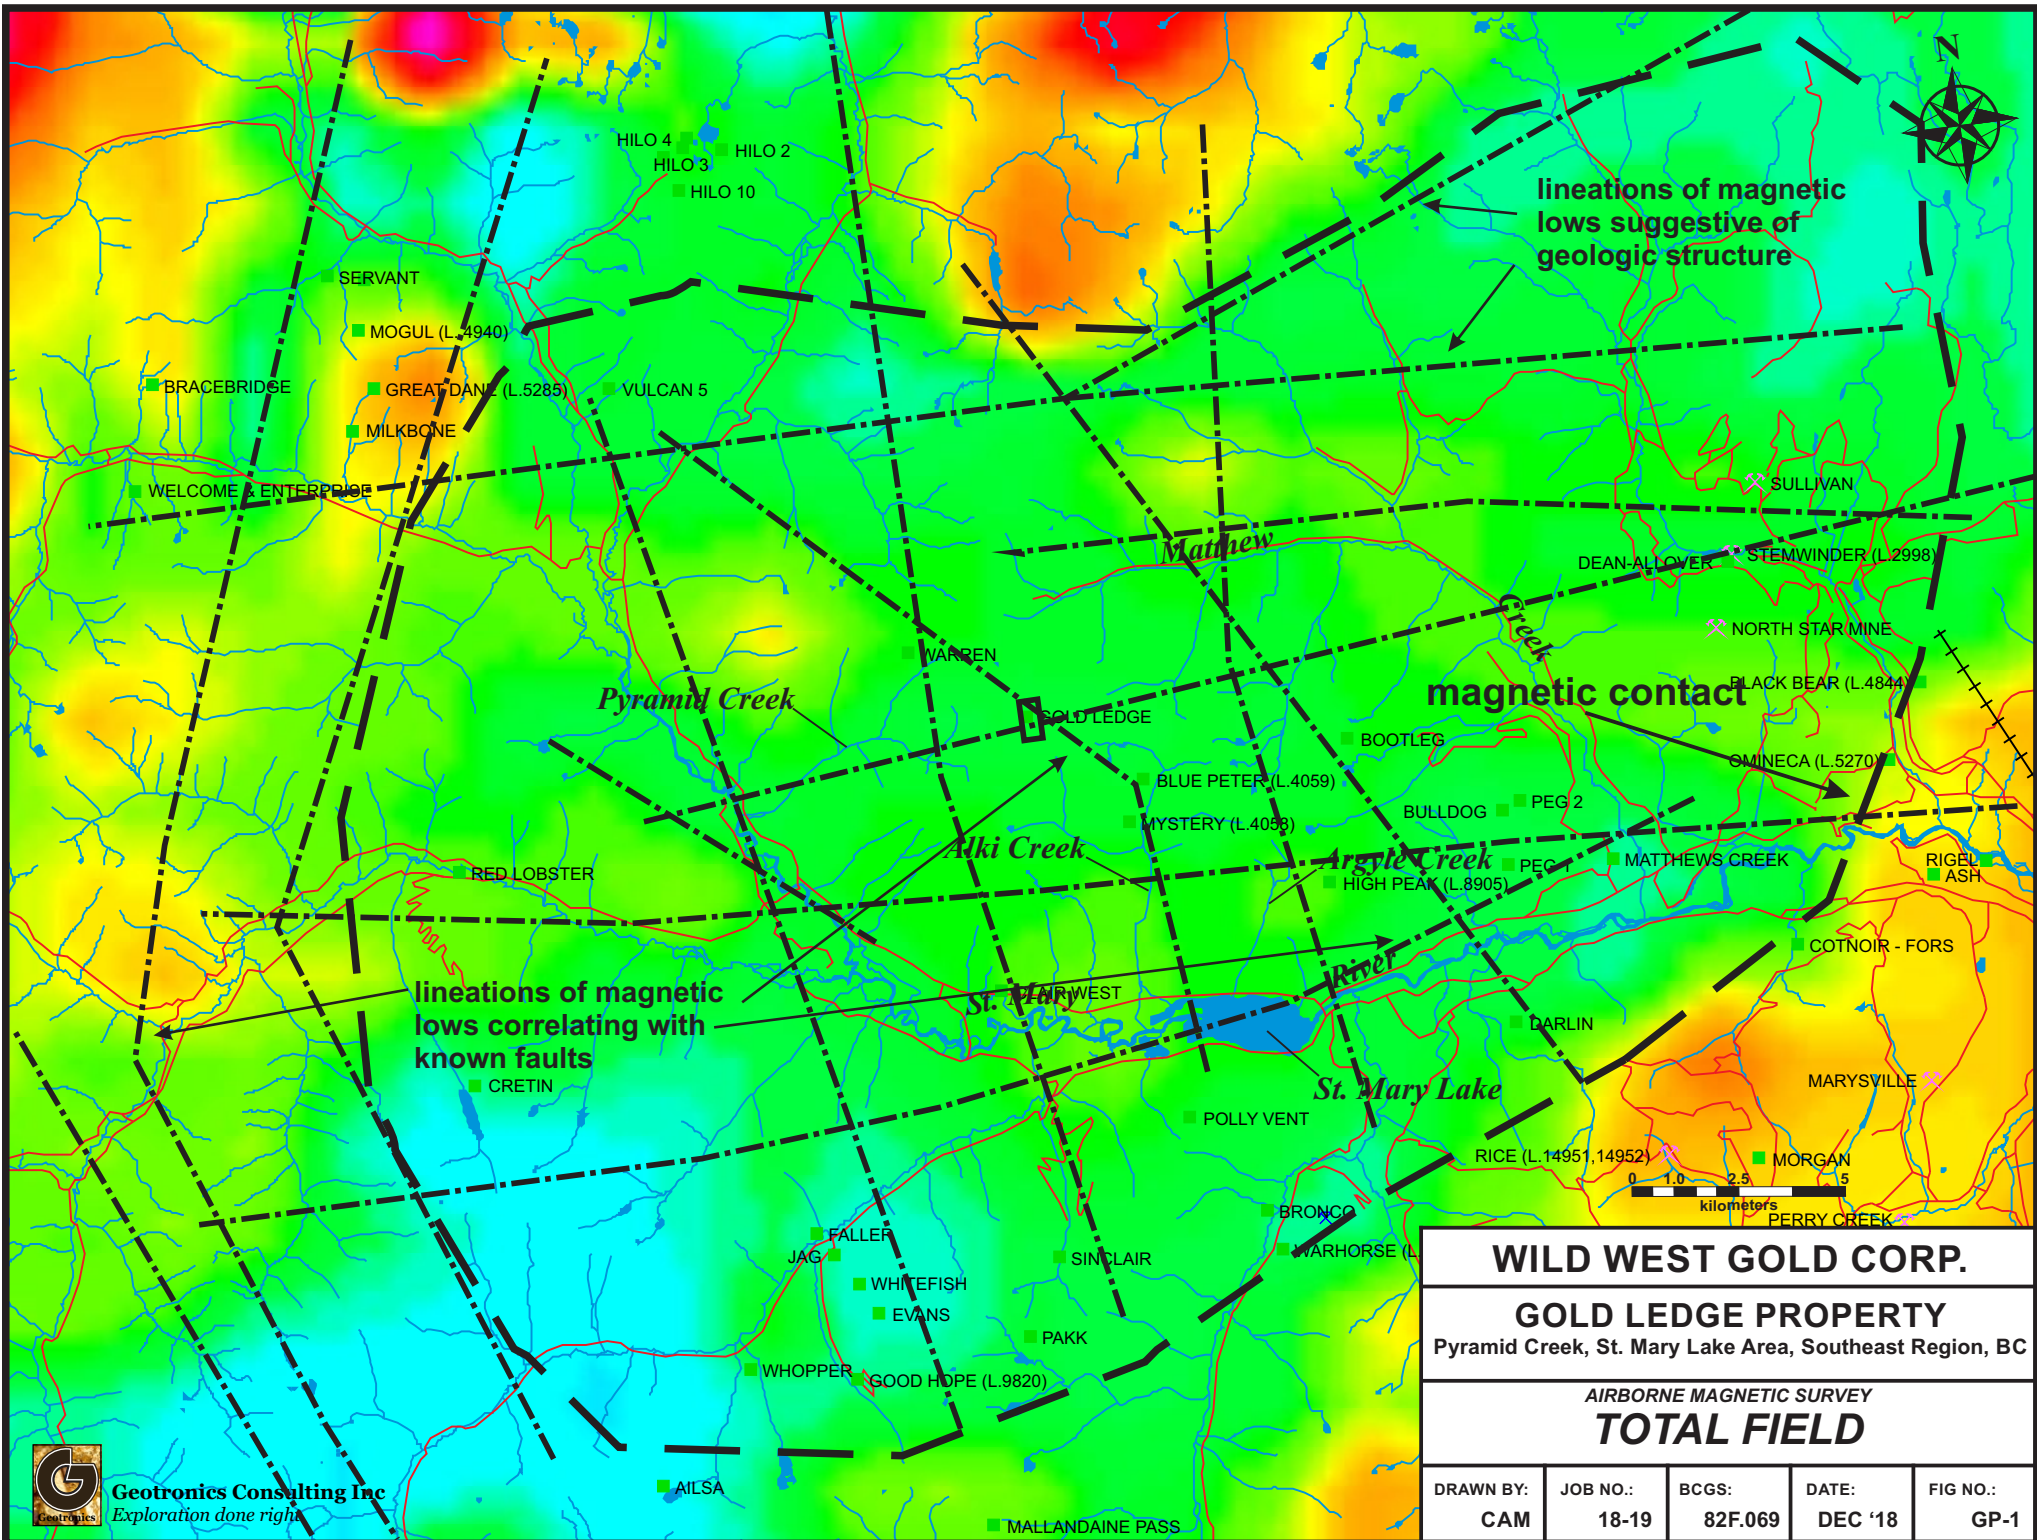 N
HILO 4
HILO 3
HILO 2
HILO 10
lineations of magnetic
lows suggestive of
geologic structure
SERVANT
MOGUL (L.4940)
BRACEBRIDGE
GREAT DANE (L.5285)
VULCAN 5
MILKBONE
WELCOME & ENTERPRISE
SULLIVAN
Matthew
Creek
DEAN-ALLOVER
STEMWINDER (L.2998)
NORTH STAR MINE
WARREN
BLACK BEAR (L.4844)
Pyramid Creek
magnetic contact
GOLD LEDGE
BOOTLEG
OMINECA (L.5270)
BLUE PETER (L.4059)
PEG 2
BULLDOG
MYSTERY (L.4058)
Alki Creek
Argyle Creek
PEG 1
MATTHEWS CREEK
RIGEL
ASH
RED LOBSTER
HIGH PEAK (L.8905)
COTNOIR - FORS
lineations of magnetic
lows correlating with
known faults
St. Mary
River
DARLIN
CRETIN
St. Mary Lake
MARYSVILLE
POLLY VENT
RICE (L.14951,14952)
MORGAN
0 1.0 2.5 5
kilometers
PERRY CREEK
BRONCO
WARHORSE (L.
FALLER
JAG
SINCLAIR
WHITEFISH
EVANS
PAKK
WHOPPER
GOOD HOPE (L.9820)
AILSA
MALLANDAINE PASS
WILD WEST GOLD CORP.
GOLD LEDGE PROPERTY
Pyramid Creek, St. Mary Lake Area, Southeast Region, BC
AIRBORNE MAGNETIC SURVEY
TOTAL FIELD
DRAWN BY: JOB NO.: BCGS: DATE: FIG NO.:
CAM 18-19 82F.069 DEC ‘18 GP-1
G
Geotronics
Geotronics Consulting Inc
Exploration done right